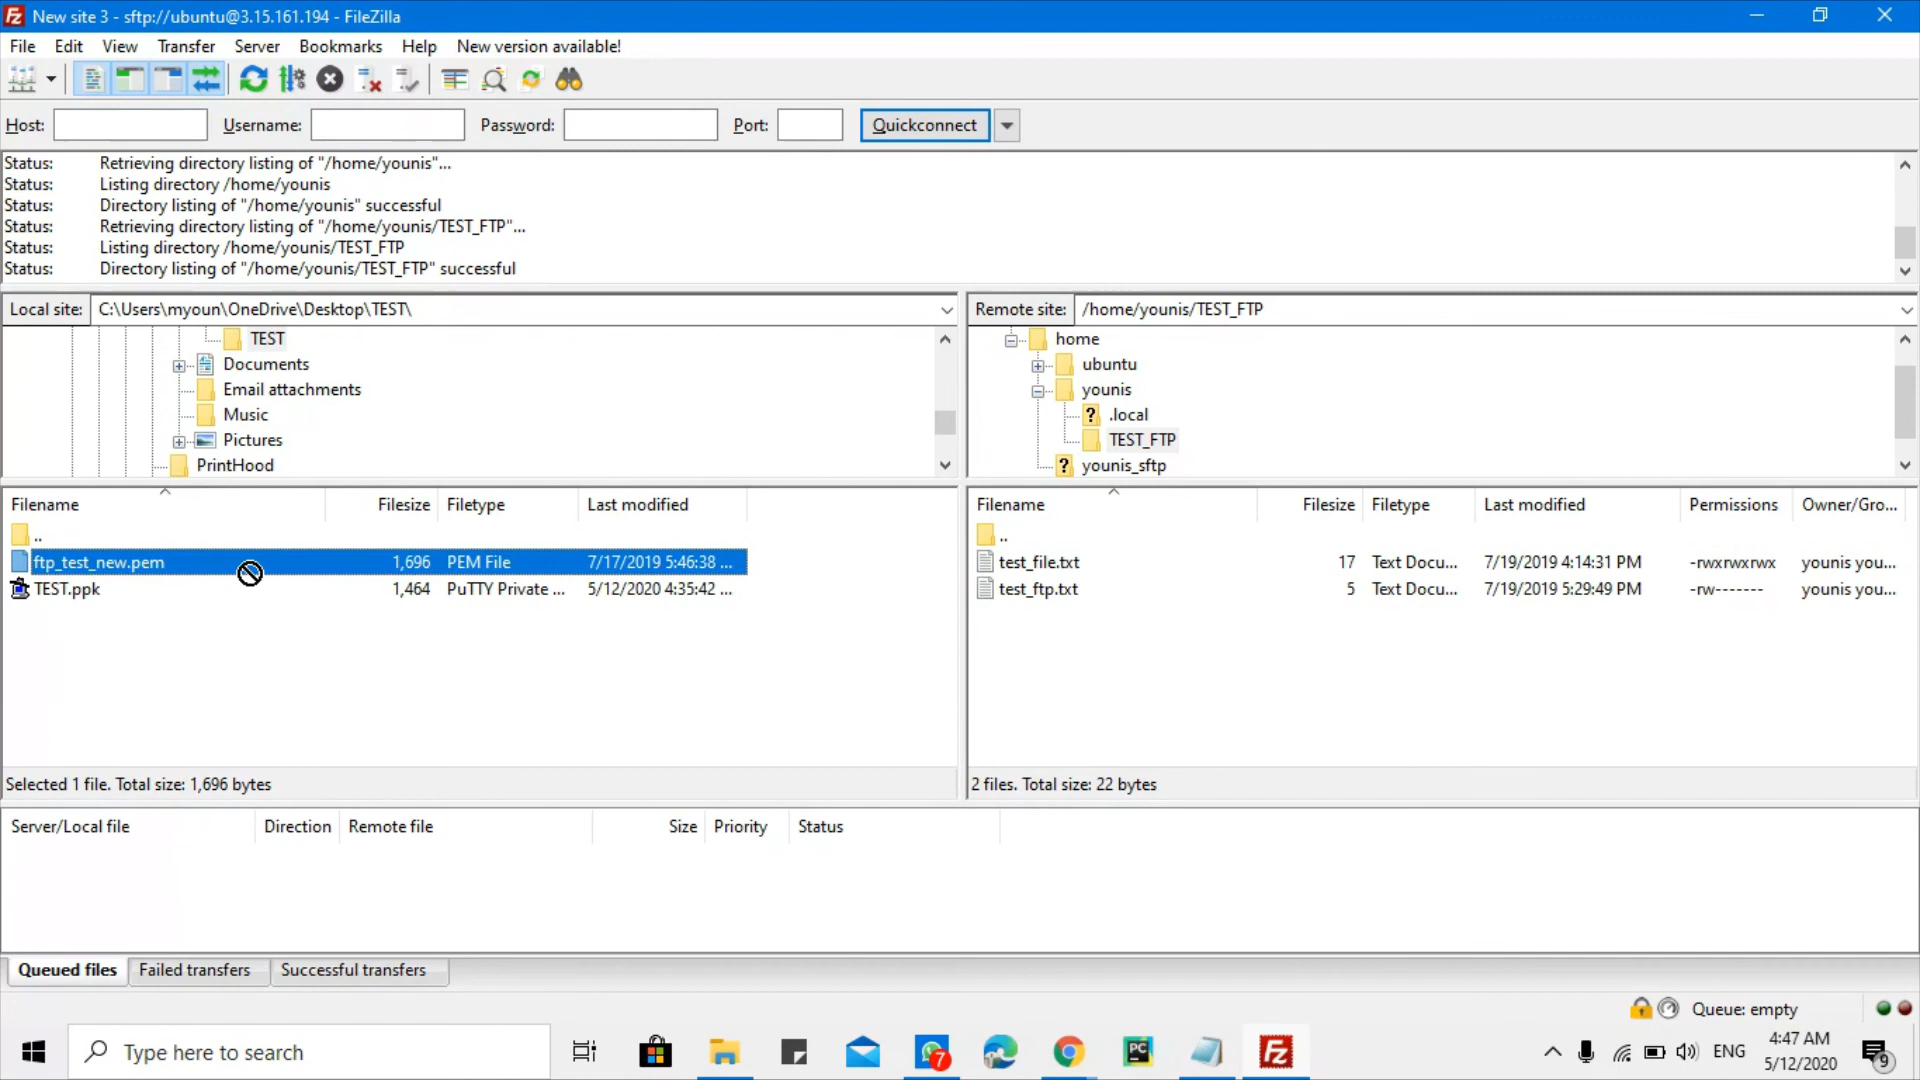 New site 3 - sftp://ubuntu@3.15.161.194 - FileZilla
File Edit View Transfer Server Bookmarks Help New version available!
Host: Username: Password: Port: Quickconnect
Status: Retrieving directory listing of "/home/younis"...
Status: Listing directory /home/younis
Status: Directory listing of "/home/younis" successful
Status: Retrieving directory listing of "/home/younis/TEST_FTP"...
Status: Listing directory /home/younis/TEST_FTP
Status: Directory listing of "/home/younis/TEST_FTP" successful
Local site: C:\Users\myoun\OneDrive\Desktop\TEST\
TEST
Documents
Email attachments
Music
Pictures
PrintHood
Remote site: /home/younis/TEST_FTP
home
ubuntu
younis
.local
TEST_FTP
younis_sftp
Filename Filesize Filetype Last modified
..
ftp_test_new.pem 1,696 PEM File 7/17/2019 5:46:38 ...
TEST.ppk 1,464 PuTTY Private ... 5/12/2020 4:35:42 ...
Selected 1 file. Total size: 1,696 bytes
Filename Filesize Filetype Last modified Permissions Owner/Gro...
..
test_file.txt 17 Text Docu... 7/19/2019 4:14:31 PM -rwxrwxrwx younis you...
test_ftp.txt 5 Text Docu... 7/19/2019 5:29:49 PM -rw------- younis you...
2 files. Total size: 22 bytes
Server/Local file Direction Remote file Size Priority Status
Queued files Failed transfers Successful transfers
Queue: empty
Type here to search
7
PC
ENG
4:47 AM
5/12/2020
9